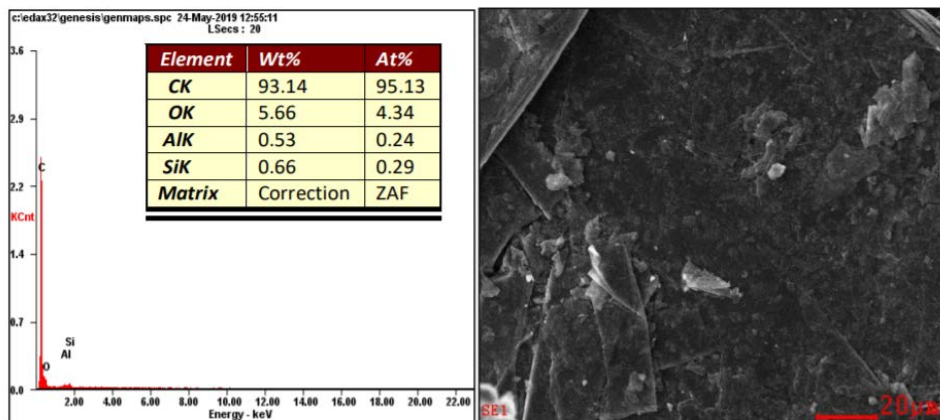 c:\edax32\genesis\genmaps.spc 24-May-2019 12:55:11
LSecs : 20
3.6
2.9
2.2
KCnt
1.4
0.7
0.0
C
O
Si
Al
Element Wt% At%
CK 93.14 95.13
OK 5.66 4.34
AlK 0.53 0.24
SiK 0.66 0.29
Matrix Correction ZAF
2.00 4.00 6.00 8.00 10.00 12.00 14.00 16.00 18.00 20.00 22.00
Energy - keV
SE1
20µm